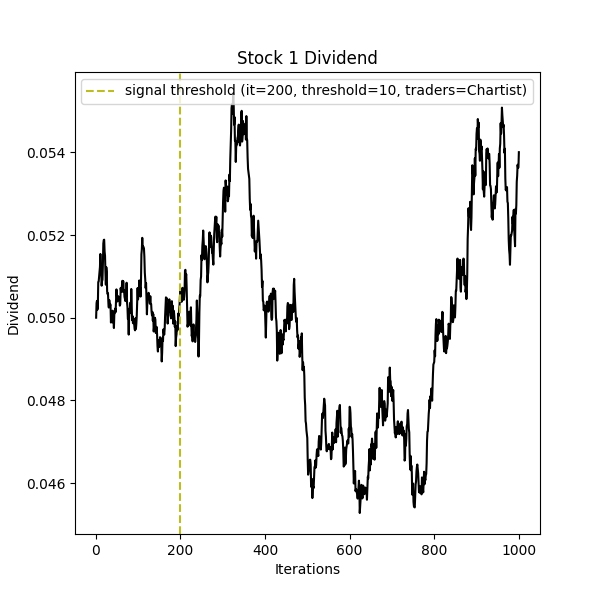 Stock 1 Dividend
signal threshold (it=200, threshold=10, traders=Chartist)
0.054
0.052
0.050
0.048
0.046
Dividend
0
200
400
600
800
1000
Iterations